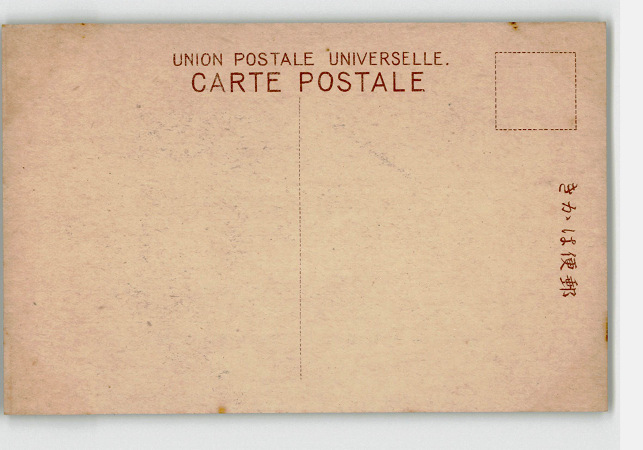 UNION POSTALE UNIVERSELLE.
CARTE POSTALE
きかは便郵